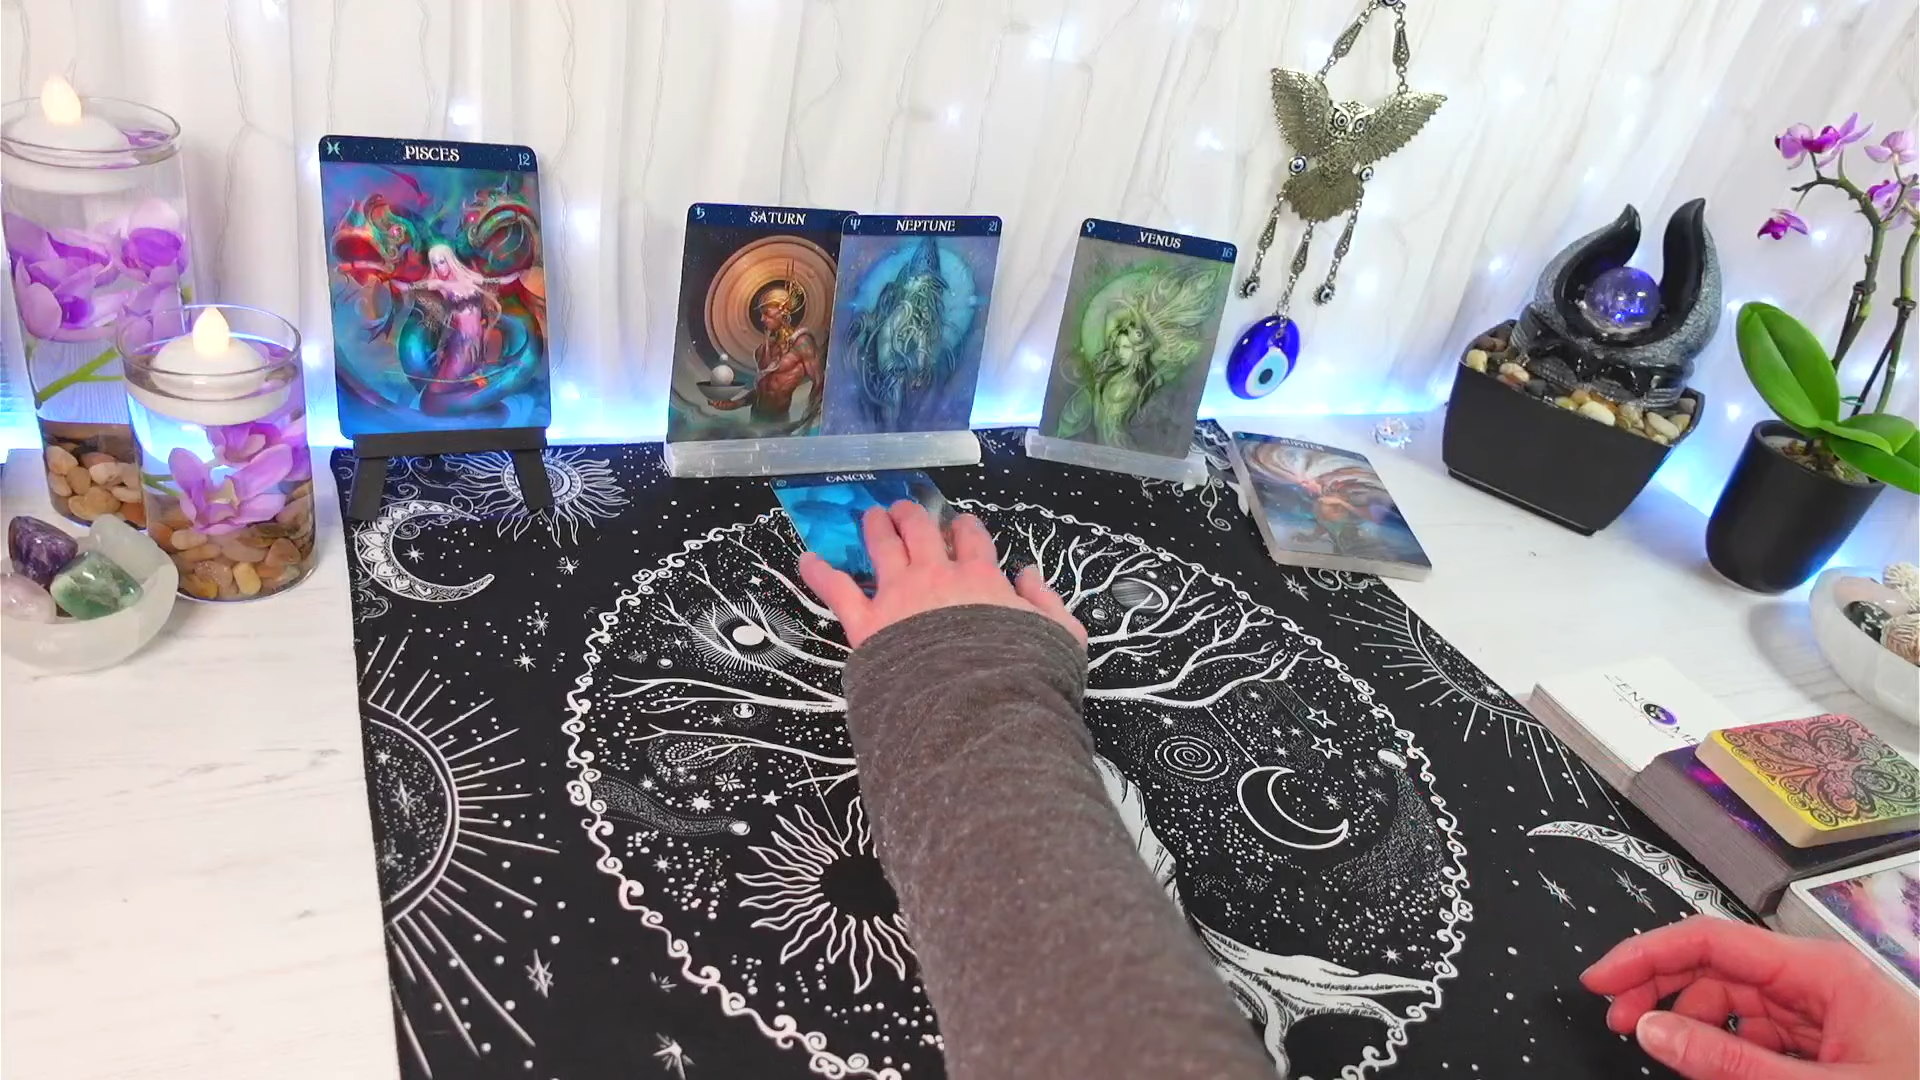 PISCES
12
SATURN
NEPTUNE
21
VENUS
16
JUPITER
CANCER